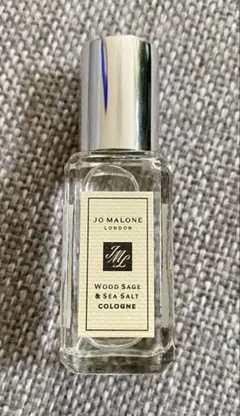 JO MALONE
LONDON
JML
WOOD SAGE
& SEA SALT
COLOGNE